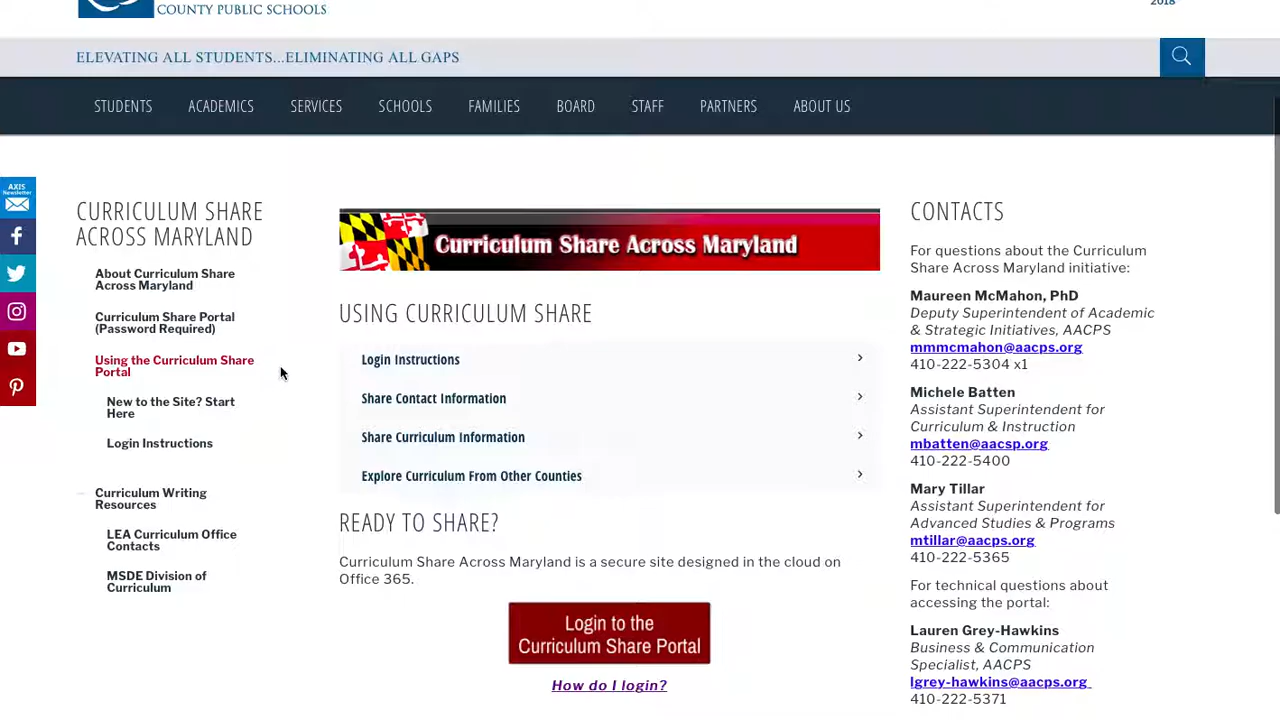 COUNTY PUBLIC SCHOOLS
2018
ELEVATING ALL STUDENTS...ELIMINATING ALL GAPS
STUDENTS
ACADEMICS
SERVICES
SCHOOLS
FAMILIES
BOARD
STAFF
PARTNERS
ABOUT US
AXIS
Newsletter
CURRICULUM SHARE
ACROSS MARYLAND
About Curriculum Share
Across Maryland
Curriculum Share Portal
(Password Required)
Using the Curriculum Share
Portal
New to the Site? Start
Here
Login Instructions
Curriculum Writing
Resources
LEA Curriculum Office
Contacts
MSDE Division of
Curriculum
Curriculum Share Across Maryland
USING CURRICULUM SHARE
Login Instructions
Share Contact Information
Share Curriculum Information
Explore Curriculum From Other Counties
READY TO SHARE?
Curriculum Share Across Maryland is a secure site designed in the cloud on
Office 365.
Login to the
Curriculum Share Portal
How do I login?
CONTACTS
For questions about the Curriculum
Share Across Maryland initiative:
Maureen McMahon, PhD
Deputy Superintendent of Academic
& Strategic Initiatives, AACPS
mmmcmahon@aacps.org
410-222-5304 x1
Michele Batten
Assistant Superintendent for
Curriculum & Instruction
mbatten@aacsp.org
410-222-5400
Mary Tillar
Assistant Superintendent for
Advanced Studies & Programs
mtillar@aacps.org
410-222-5365
For technical questions about
accessing the portal:
Lauren Grey-Hawkins
Business & Communication
Specialist, AACPS
lgrey-hawkins@aacps.org
410-222-5371